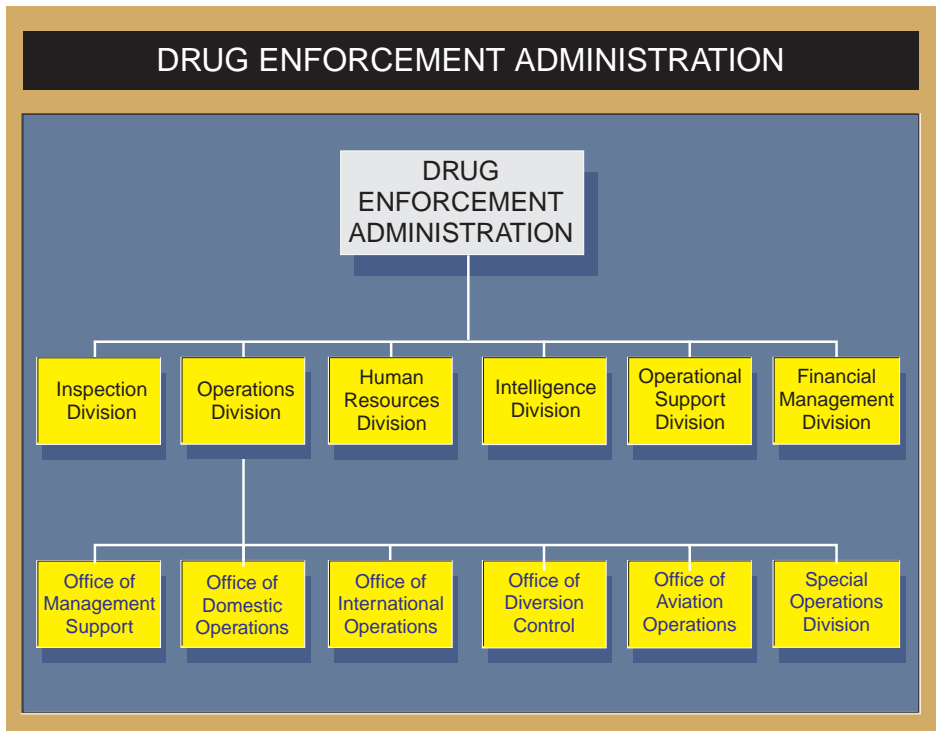 DRUG ENFORCEMENT ADMINISTRATION
DRUG
ENFORCEMENT
ADMINISTRATION
Inspection
Division
Operations
Division
Human
Resources
Division
Intelligence
Division
Operational
Support
Division
Financial
Management
Division
Office of
Management
Support
Office of
Domestic
Operations
Office of
International
Operations
Office of
Diversion
Control
Office of
Aviation
Operations
Special
Operations
Division